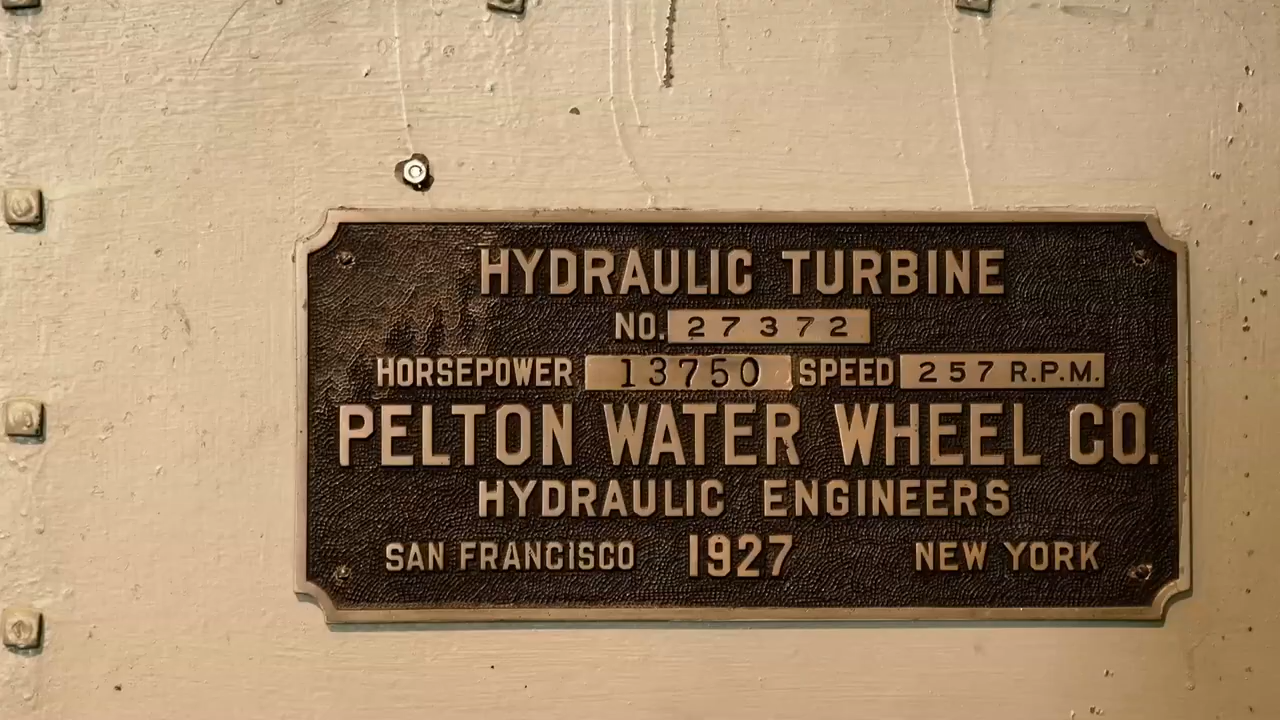 HYDRAULIC TURBINE
NO. 27372
HORSEPOWER 13750 SPEED 257 R.P.M.
PELTON WATER WHEEL CO.
HYDRAULIC ENGINEERS
SAN FRANCISCO 1927 NEW YORK